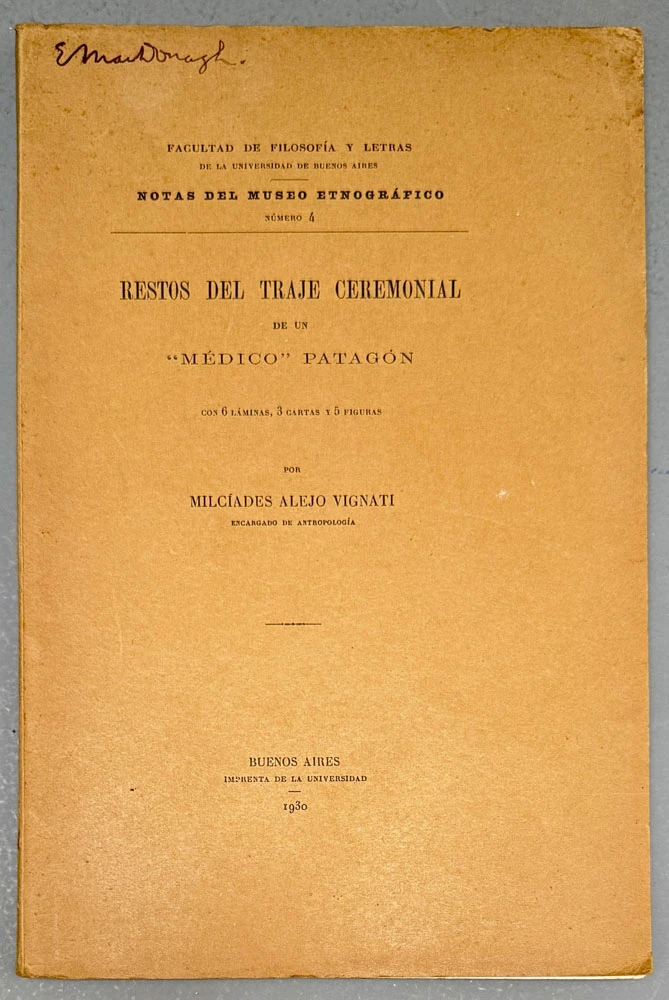 E MacDonagh.
FACULTAD DE FILOSOFÍA Y LETRAS
DE LA UNIVERSIDAD DE BUENOS AIRES
NOTAS DEL MUSEO ETNOGRÁFICO
NÚMERO 4
RESTOS DEL TRAJE CEREMONIAL
DE UN
“MÉDICO” PATAGÓN
CON 6 LÁMINAS, 3 CARTAS Y 5 FIGURAS
POR
MILCÍADES ALEJO VIGNATI
ENCARGADO DE ANTROPOLOGÍA
BUENOS AIRES
IMPRENTA DE LA UNIVERSIDAD
1930